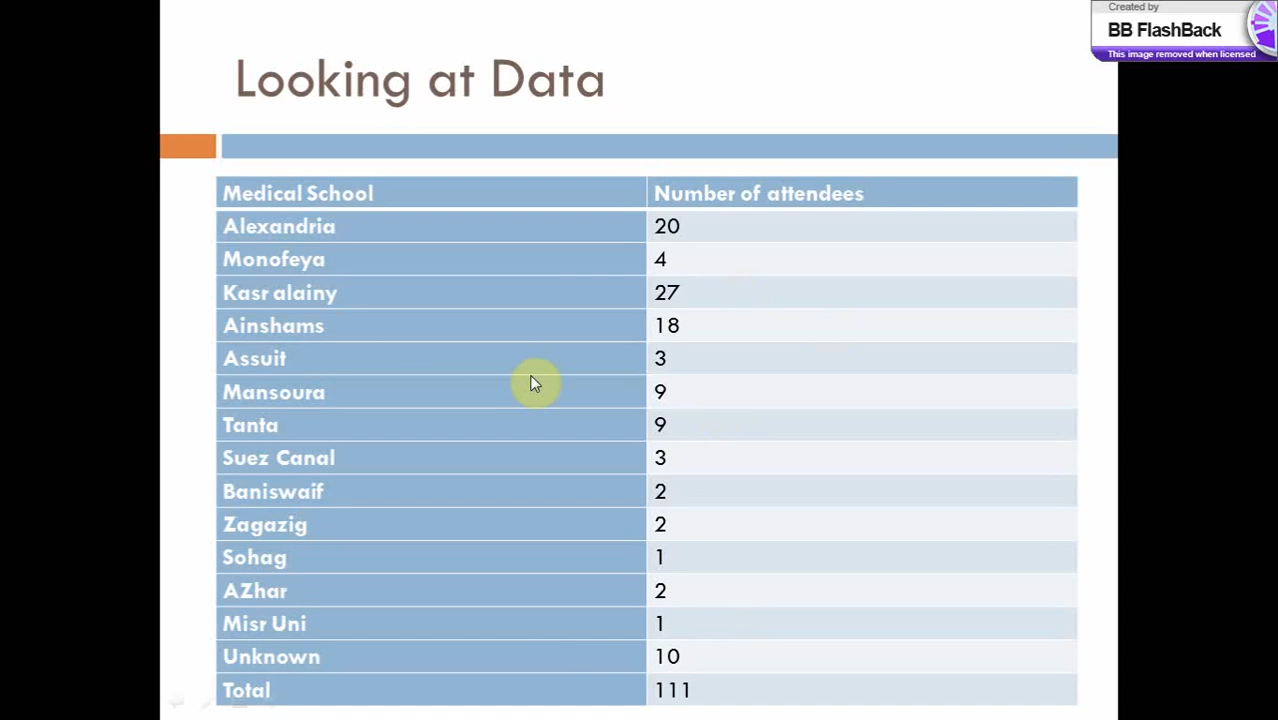 Created by
BB FlashBack
This image removed when licensed
Looking at Data
Medical School Number of attendees
Alexandria 20
Monofeya 4
Kasr alainy 27
Ainshams 18
Assuit 3
Mansoura 9
Tanta 9
Suez Canal 3
Baniswaif 2
Zagazig 2
Sohag 1
AZhar 2
Misr Uni 1
Unknown 10
Total 111